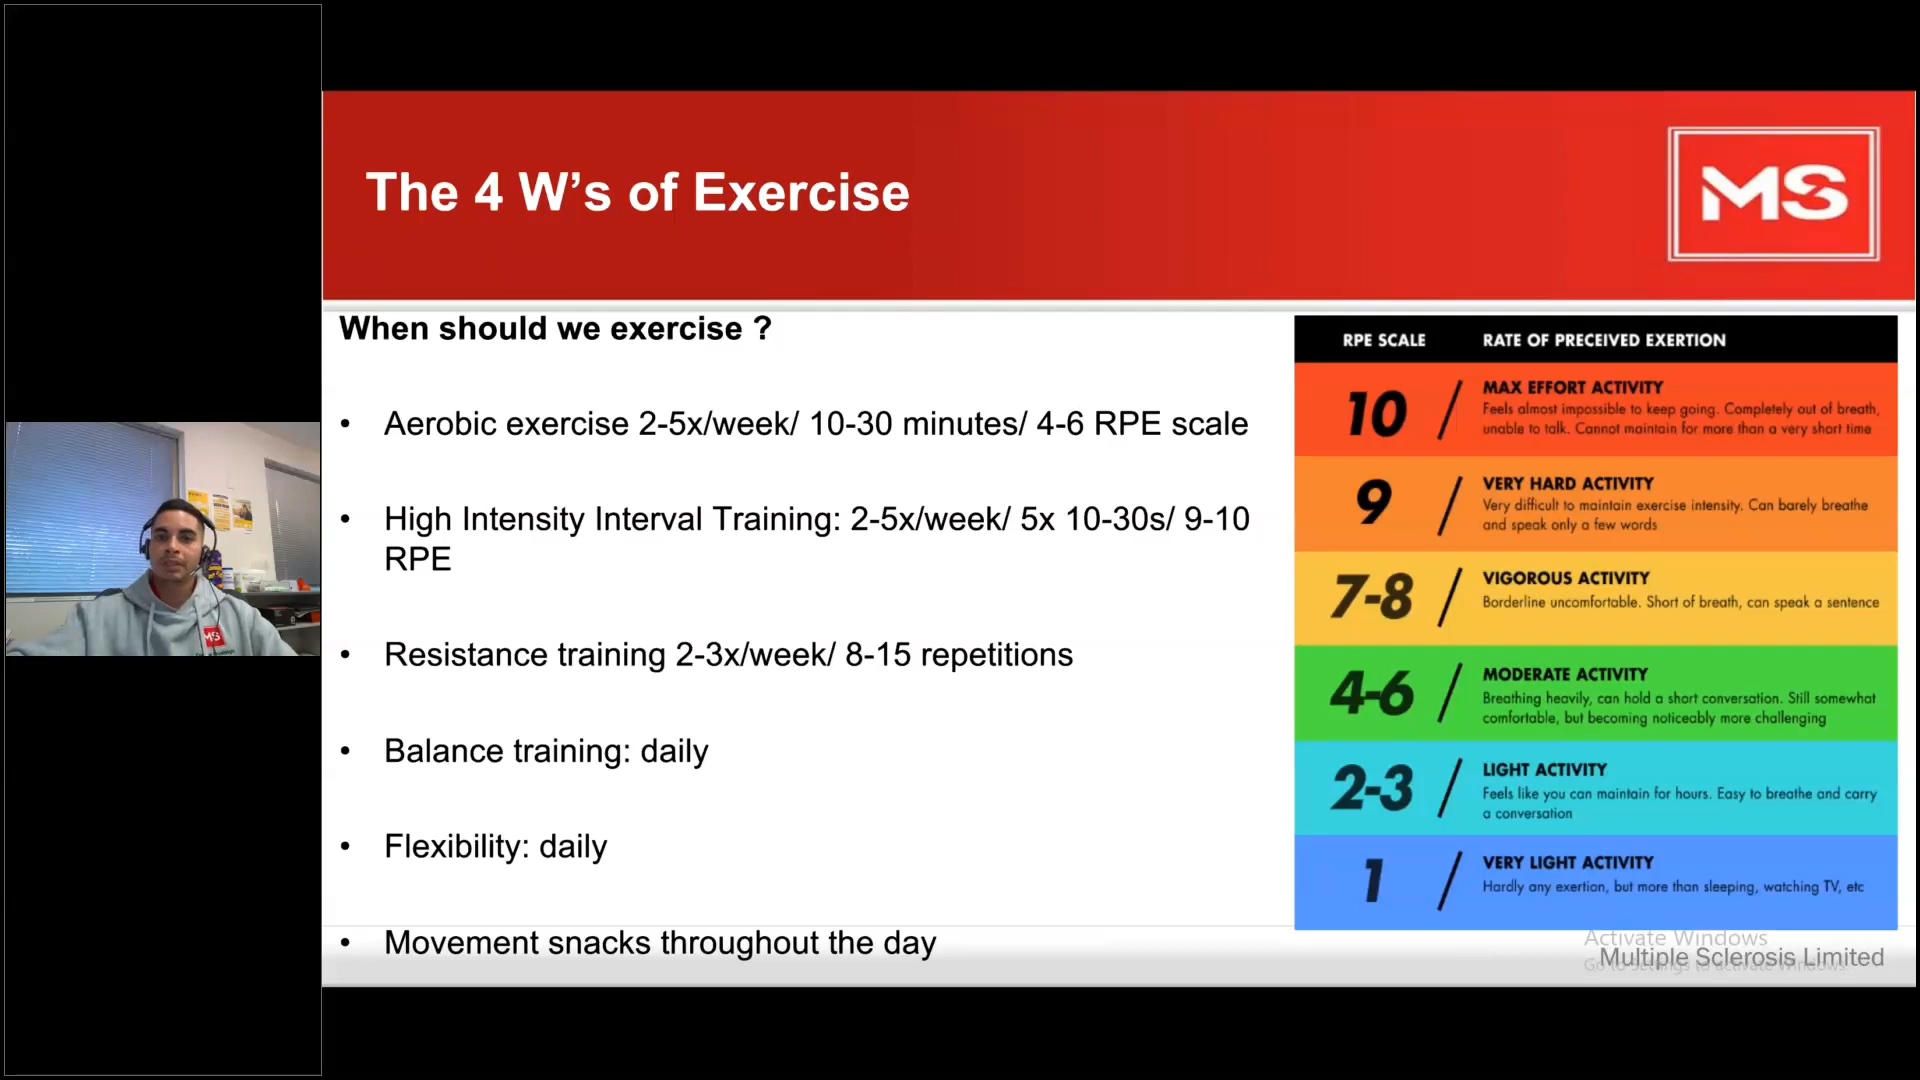 The 4 W’s of Exercise
MS
When should we exercise ?
• Aerobic exercise 2-5x/week/ 10-30 minutes/ 4-6 RPE scale
• High Intensity Interval Training: 2-5x/week/ 5x 10-30s/ 9-10
RPE
• Resistance training 2-3x/week/ 8-15 repetitions
• Balance training: daily
• Flexibility: daily
• Movement snacks throughout the day
RPE SCALE RATE OF PERCEIVED EXERTION
10 / MAX EFFORT ACTIVITY
Feels almost impossible to keep going. Completely out of breath,
unable to talk. Cannot maintain for more than a very short time
9 / VERY HARD ACTIVITY
Very difficult to maintain exercise intensity. Can barely breathe
and speak only a few words
7-8 / VIGOROUS ACTIVITY
Borderline uncomfortable. Short of breath, can speak a sentence
4-6 / MODERATE ACTIVITY
Breathing heavily, can hold a short conversation. Still somewhat
comfortable, but becoming noticeably more challenging
2-3 / LIGHT ACTIVITY
Feels like you can maintain for hours. Easy to breathe and carry
a conversation
1 / VERY LIGHT ACTIVITY
Hardly any exertion, but more than sleeping, watching TV, etc
Activate Windows
Go to Settings to activate Windows.
Multiple Sclerosis Limited
MS